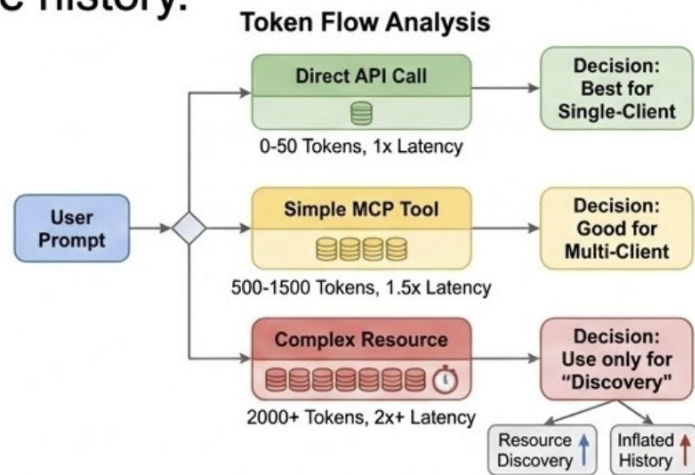 e history.
Token Flow Analysis
User
Prompt
Direct API Call
0-50 Tokens, 1x Latency
Decision:
Best for
Single-Client
Simple MCP Tool
500-1500 Tokens, 1.5x Latency
Decision:
Good for
Multi-Client
Complex Resource
2000+ Tokens, 2x+ Latency
Decision:
Use only for
“Discovery”
Resource
Discovery
Inflated
History